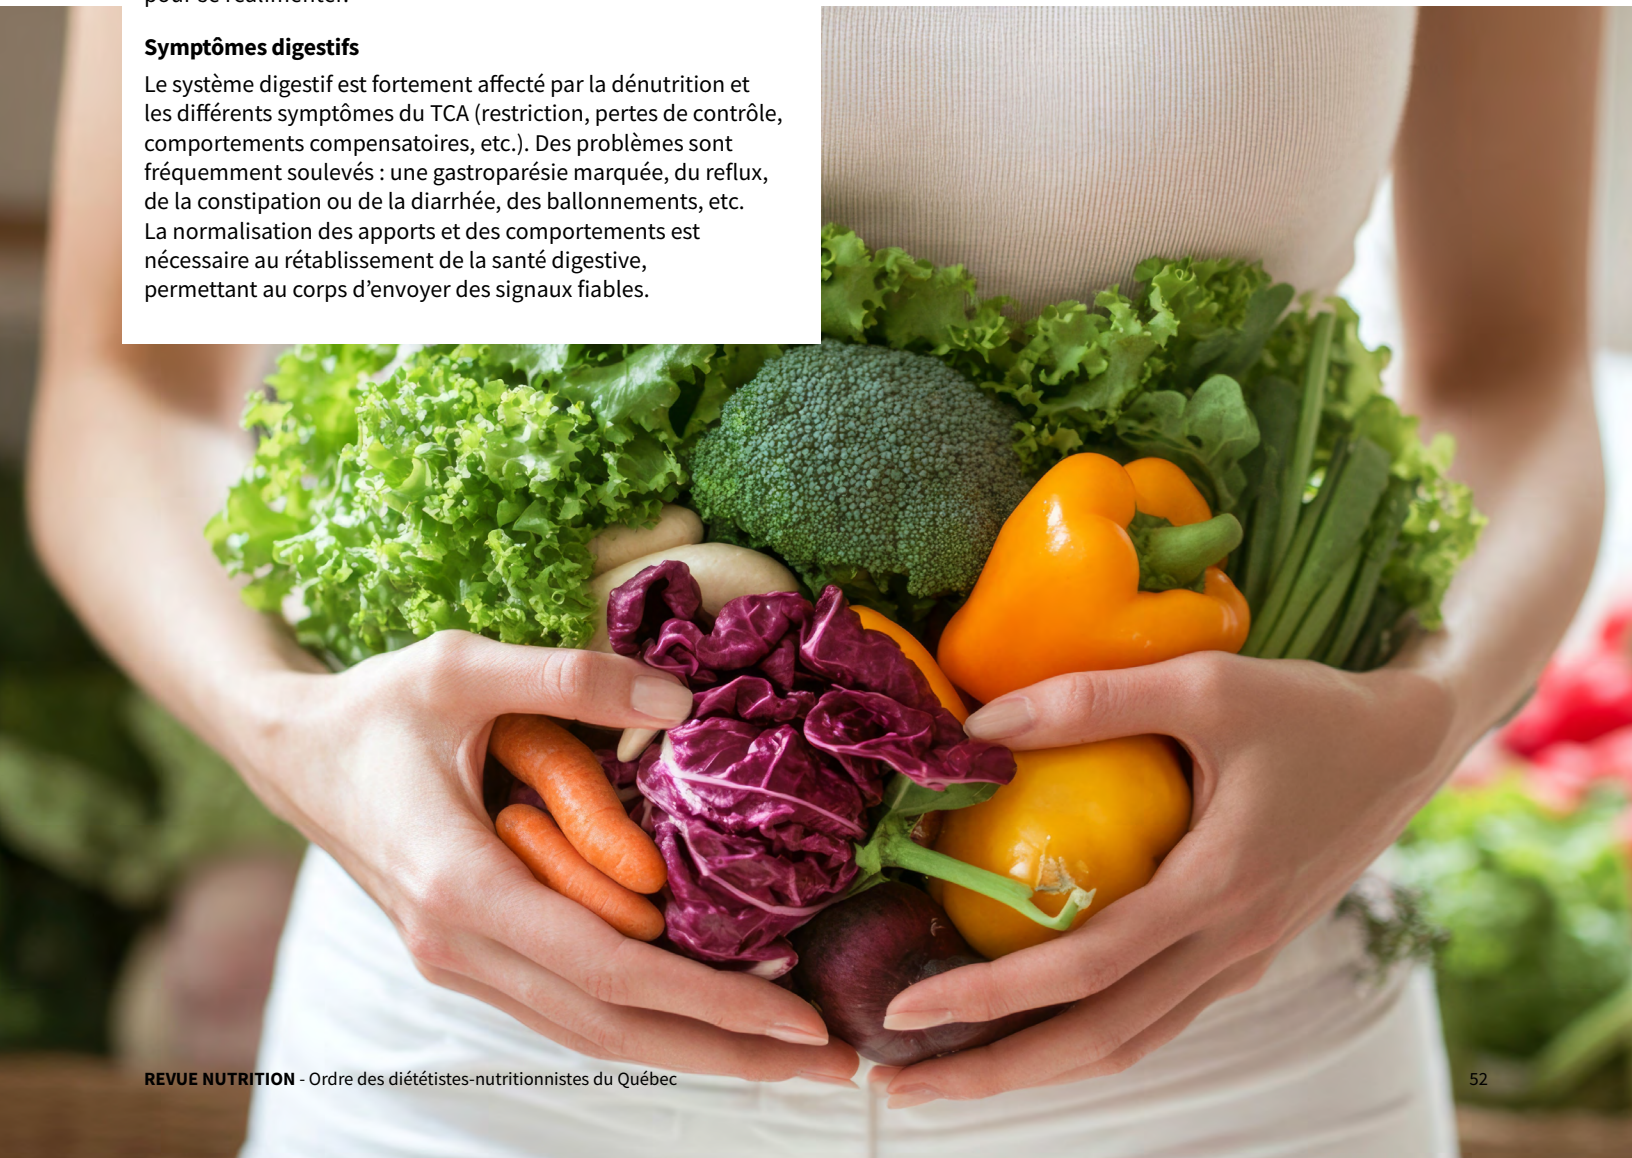 pour se réalimenter.
Symptômes digestifs
Le système digestif est fortement affecté par la dénutrition et
les différents symptômes du TCA (restriction, pertes de contrôle,
comportements compensatoires, etc.). Des problèmes sont
fréquemment soulevés : une gastroparésie marquée, du reflux,
de la constipation ou de la diarrhée, des ballonnements, etc.
La normalisation des apports et des comportements est
nécessaire au rétablissement de la santé digestive,
permettant au corps d’envoyer des signaux fiables.
REVUE NUTRITION - Ordre des diététistes-nutritionnistes du Québec
52